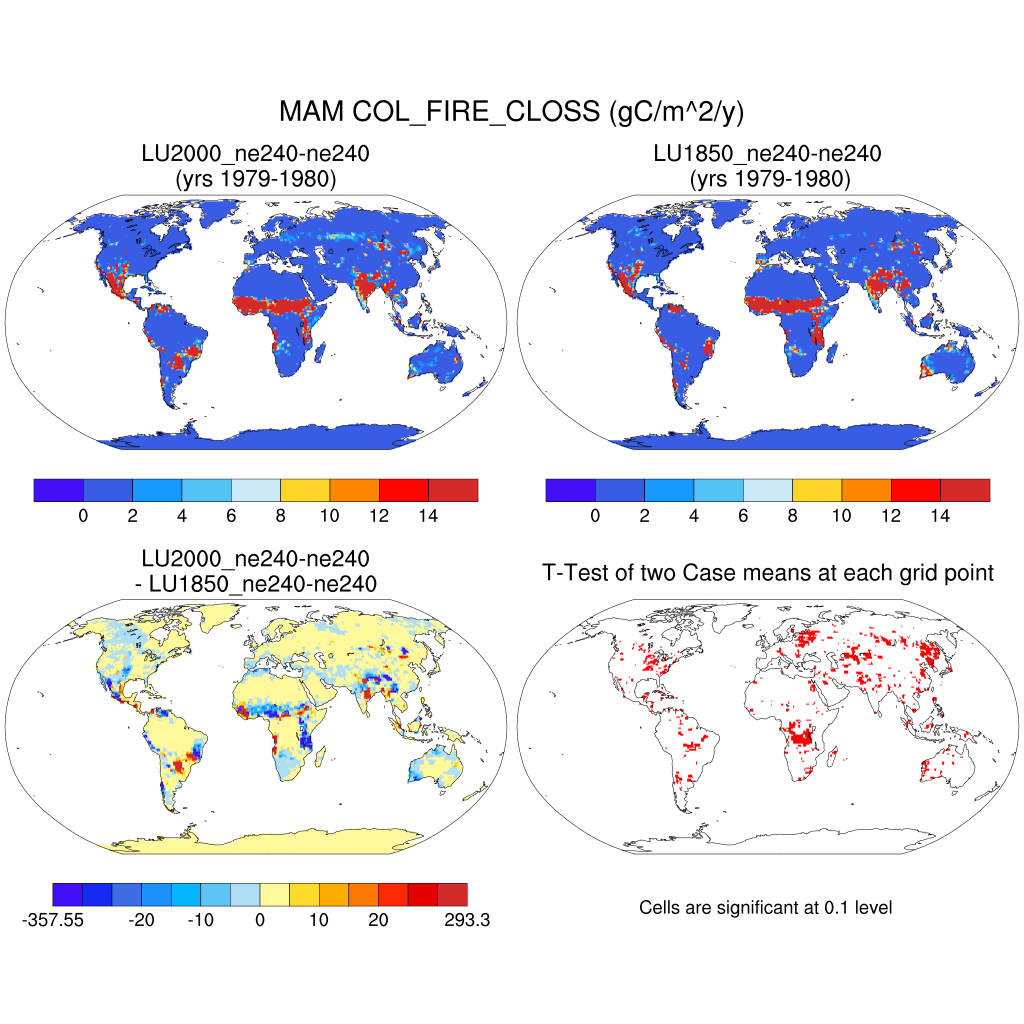 MAM COL_FIRE_CLOSS (gC/m^2/y)
LU2000_ne240-ne240
(yrs 1979-1980)
LU1850_ne240-ne240
(yrs 1979-1980)
0 2 4 6 8 10 12 14
0 2 4 6 8 10 12 14
LU2000_ne240-ne240
- LU1850_ne240-ne240
T-Test of two Case means at each grid point
-357.55 -20 -10 0 10 20 293.3
Cells are significant at 0.1 level